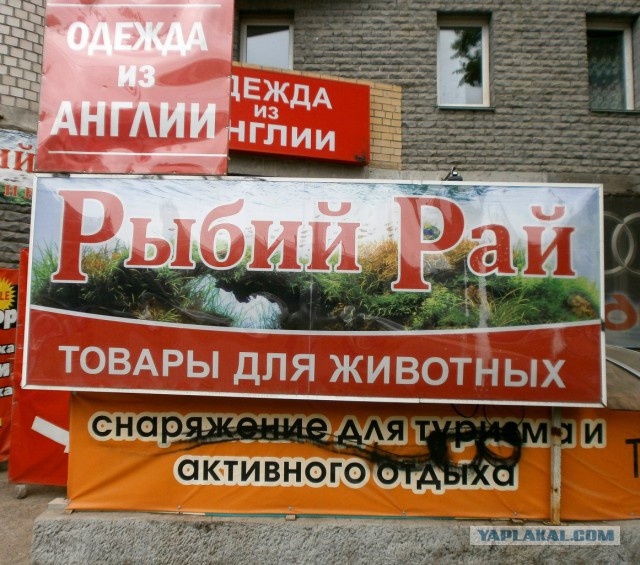 ОДЕЖДА
ИЗ
АНГЛИИ
ДЕЖДА
ИЗ
НГЛИИ
Рыбий Рай
ТОВАРЫ ДЛЯ ЖИВОТНЫХ
снаряжение для туризма и
активного отдыха
YAPLAKAL.COM